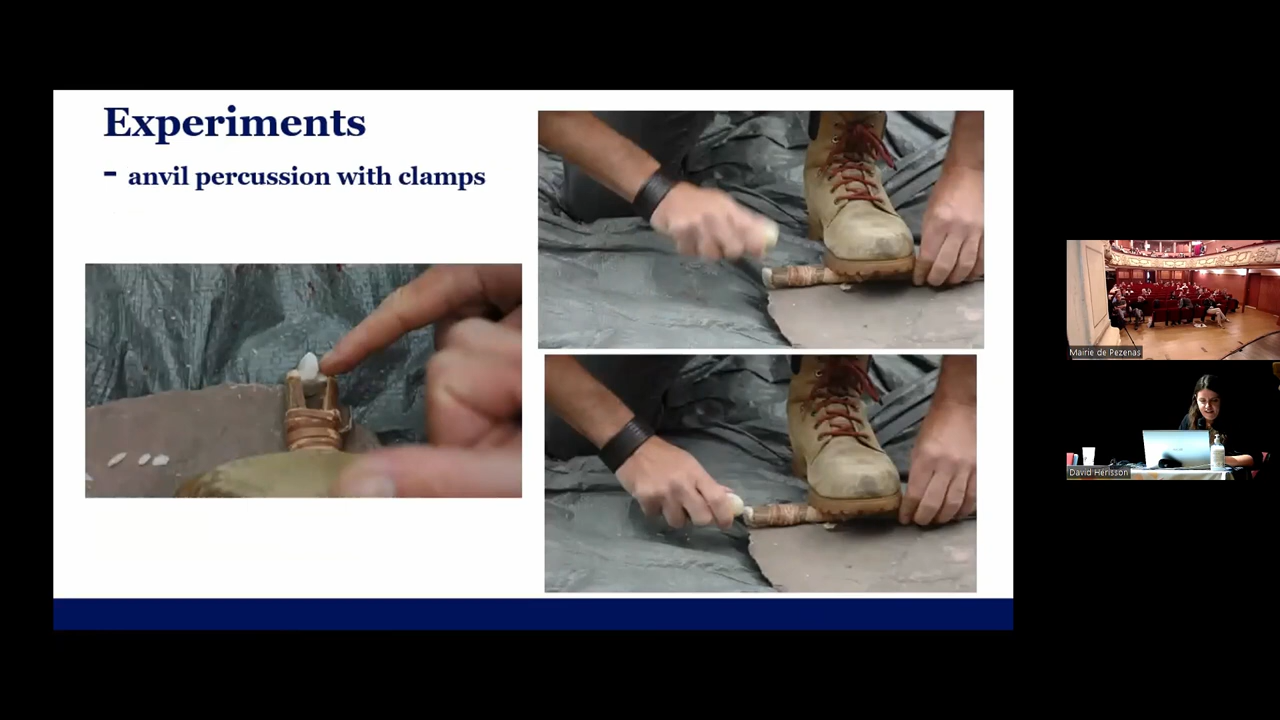 Experiments
- anvil percussion with clamps
Mairie de Pezenas
David Hérisson